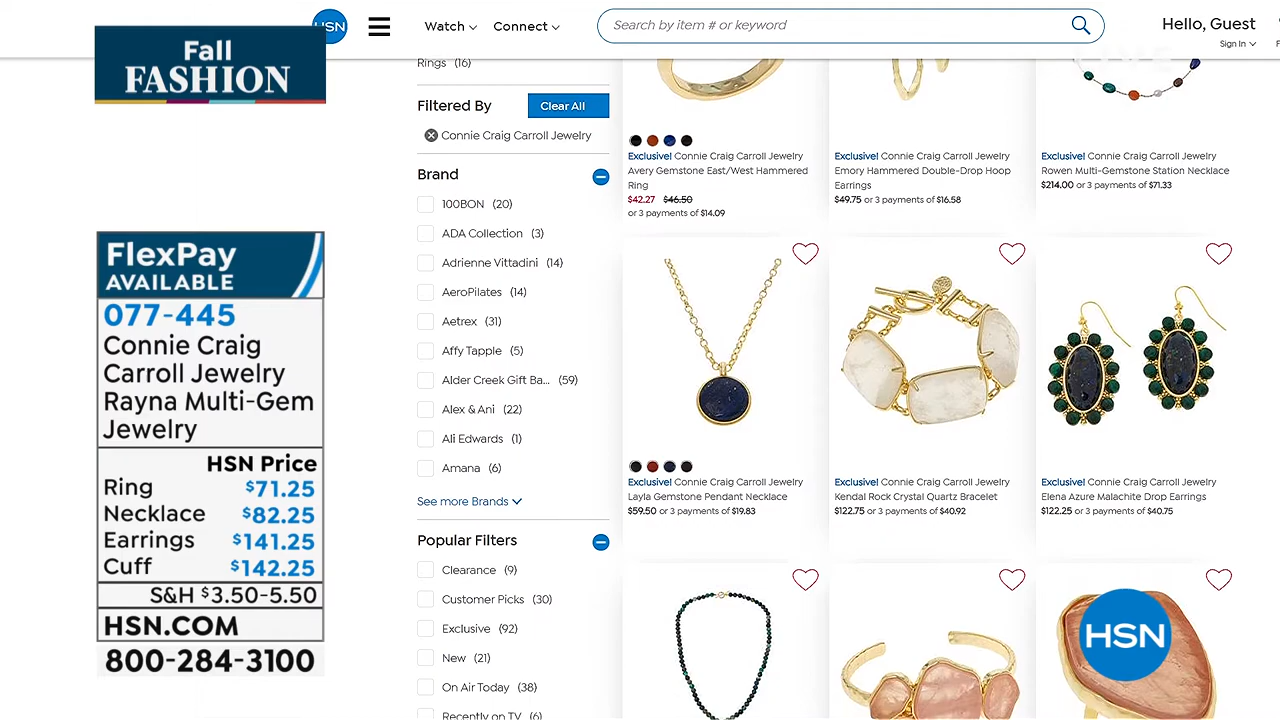 HSN
Watch
Connect
Search by item # or keyword
Hello, Guest
Sign In
Fall
FASHION
FlexPay
AVAILABLE
077-445
Connie Craig
Carroll Jewelry
Rayna Multi-Gem
Jewelry
HSN Price
Ring $71.25
Necklace $82.25
Earrings $141.25
Cuff $142.25
S&H $3.50-5.50
HSN.COM
800-284-3100
Rings (16)
Filtered By
Clear All
Connie Craig Carroll Jewelry
Brand
100BON (20)
ADA Collection (3)
Adrienne Vittadini (14)
AeroPilates (14)
Aetrex (31)
Affy Tapple (5)
Alder Creek Gift Ba... (59)
Alex & Ani (22)
Ali Edwards (1)
Amana (6)
See more Brands
Popular Filters
Clearance (9)
Customer Picks (30)
Exclusive (92)
New (21)
On Air Today (38)
Recently on TV (6)
Exclusive! Connie Craig Carroll Jewelry
Avery Gemstone East/West Hammered
Ring
$42.27 $46.50
or 3 payments of $14.09
Exclusive! Connie Craig Carroll Jewelry
Emory Hammered Double-Drop Hoop
Earrings
$49.75 or 3 payments of $16.58
Exclusive! Connie Craig Carroll Jewelry
Rowen Multi-Gemstone Station Necklace
$214.00 or 3 payments of $71.33
Exclusive! Connie Craig Carroll Jewelry
Layla Gemstone Pendant Necklace
$59.50 or 3 payments of $19.83
Exclusive! Connie Craig Carroll Jewelry
Kendal Rock Crystal Quartz Bracelet
$122.75 or 3 payments of $40.92
Exclusive! Connie Craig Carroll Jewelry
Elena Azure Malachite Drop Earrings
$122.25 or 3 payments of $40.75
HSN